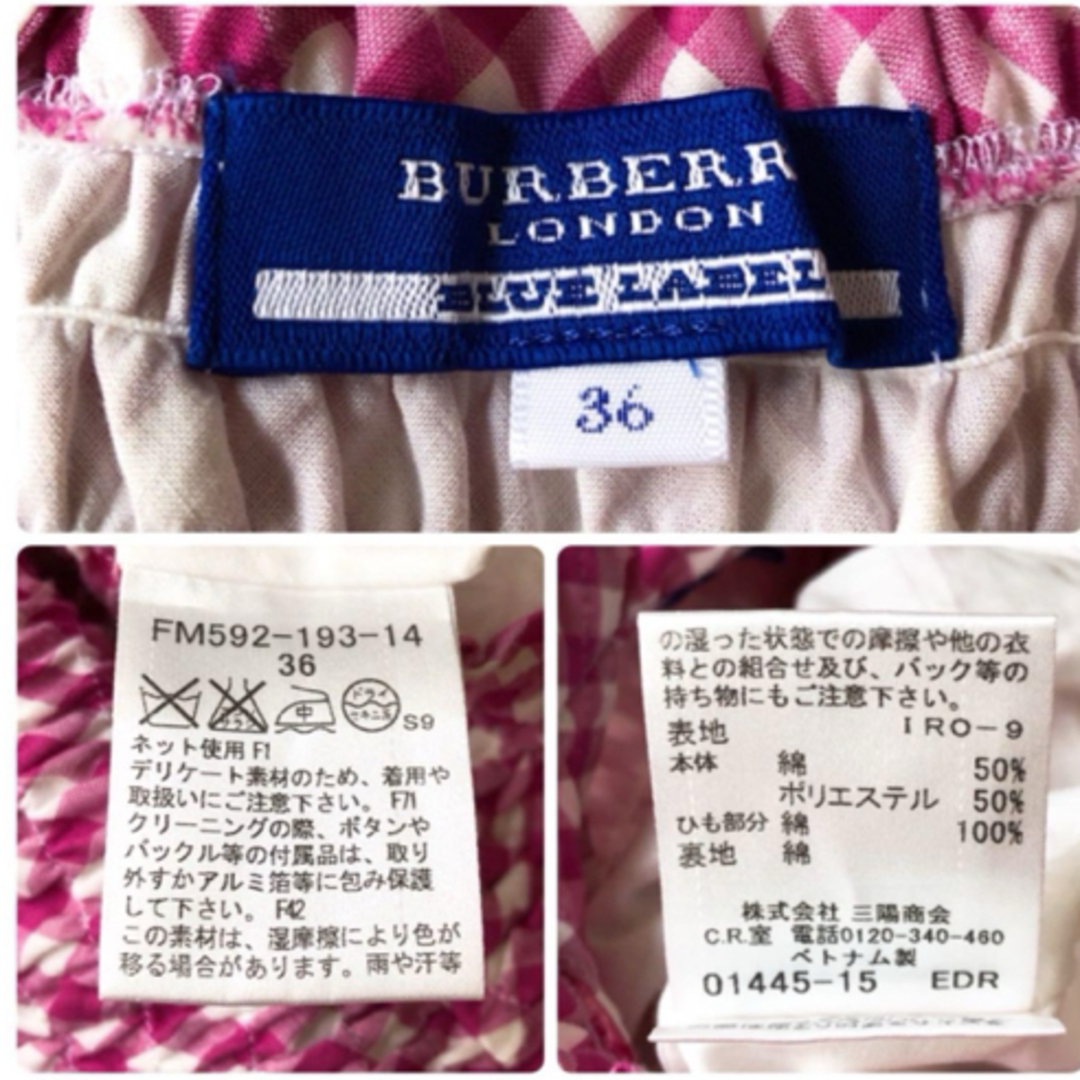 BURBERR
LONDON
BLUE LABEL
36
FM592-193-14
36
ドライ
セキユ系
S9
ネット使用 F1
デリケート素材のため、着用や
取扱いにご注意下さい。 F71
クリーニングの際、ボタンや
バックル等の付属品は、取り
外すかアルミ箔等に包み保護
して下さい。 F42
この素材は、湿摩擦により色が
移る場合があります。雨や汗等
の湿った状態での摩擦や他の衣
料との組合せ及び、バック等の
持ち物にもご注意下さい。
表地 IRO-9
本体 綿 50%
ポリエステル 50%
ひも部分 綿 100%
裏地 綿
株式会社 三陽商会
C.R.室 電話0120-340-460
ベトナム製
01445-15 EDR